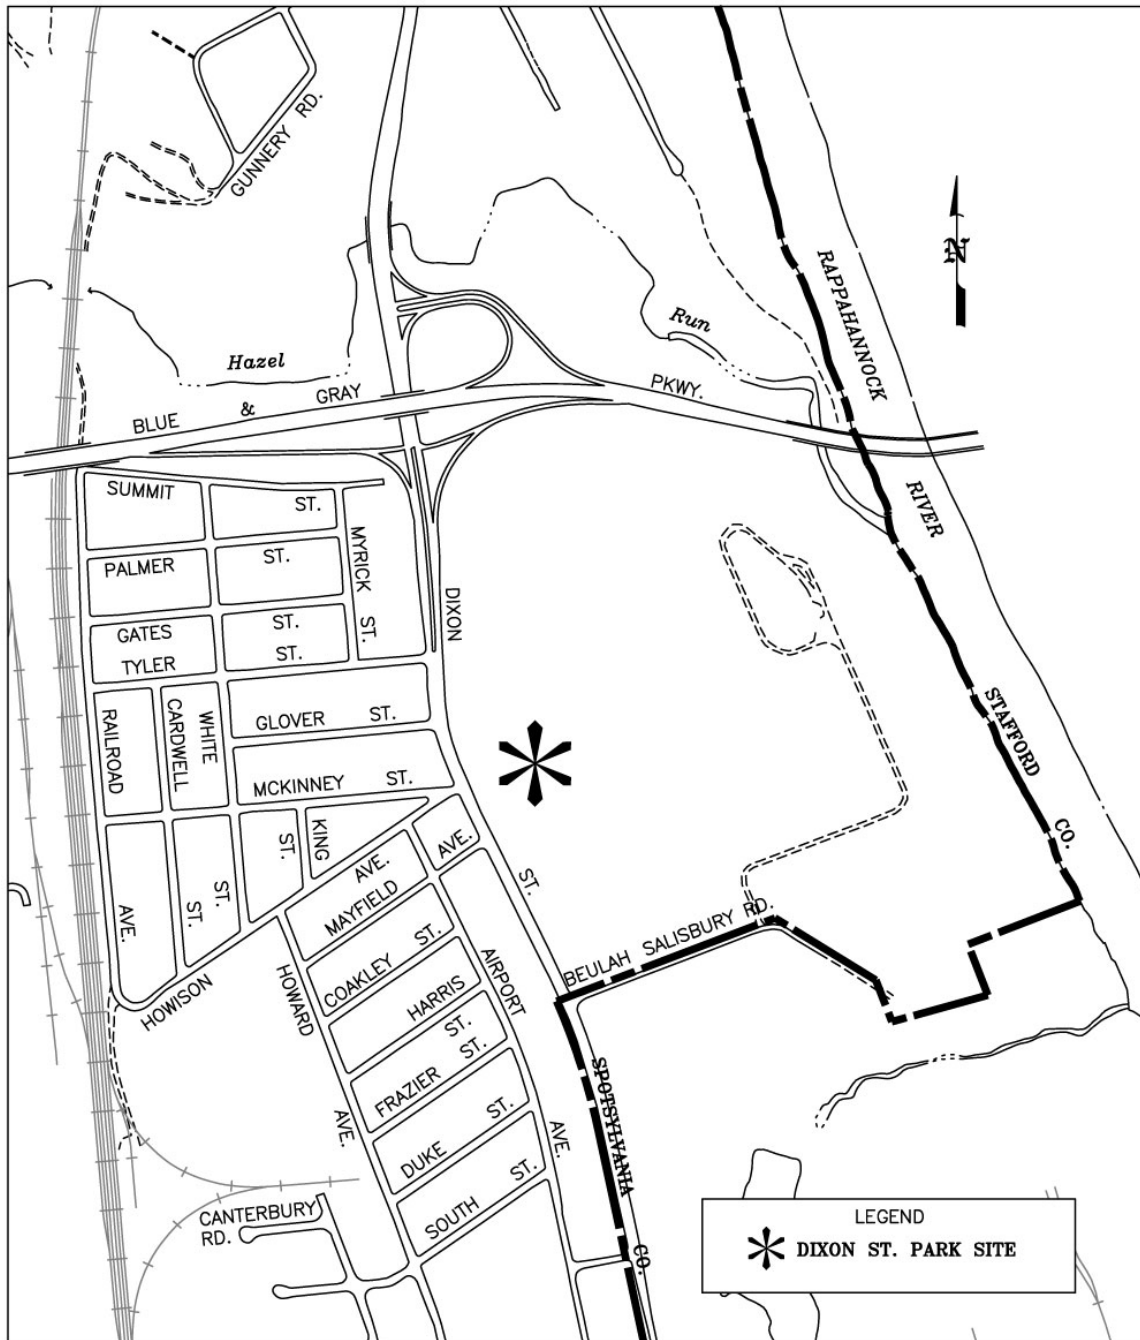 GUNNERY RD.
N
RAPPAHANNOCK
RIVER
Hazel
Run
BLUE & GRAY PKWY.
SUMMIT ST.
PALMER ST.
MYRICK ST.
GATES ST.
TYLER ST.
DIXON ST.
RAILROAD AVE.
CARDWELL ST.
WHITE ST.
GLOVER ST.
MCKINNEY ST.
KING ST.
STAFFORD CO.
HOWISON AVE.
MAYFIELD AVE.
COAKLEY ST.
HARRIS ST.
FRAZIER ST.
DUKE ST.
SOUTH ST.
HOWARD AVE.
AIRPORT AVE.
BEULAH SALISBURY RD.
SPOTSYLVANIA CO.
CANTERBURY
RD.
LEGEND
DIXON ST. PARK SITE